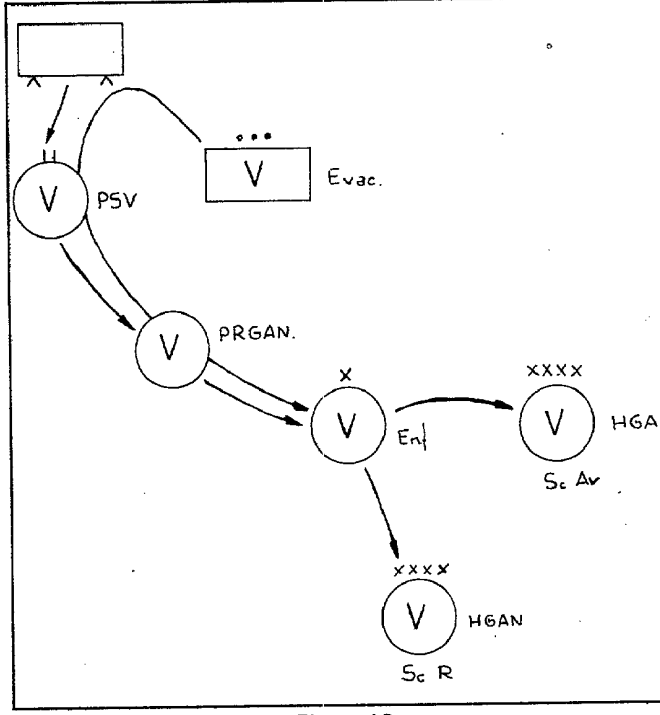 V
PSV
V
Evac.
V
PRGAN.
X
V
Enf
XXXX
V
HGA
Sc Av
XXXX
V
HGAN
Sc R